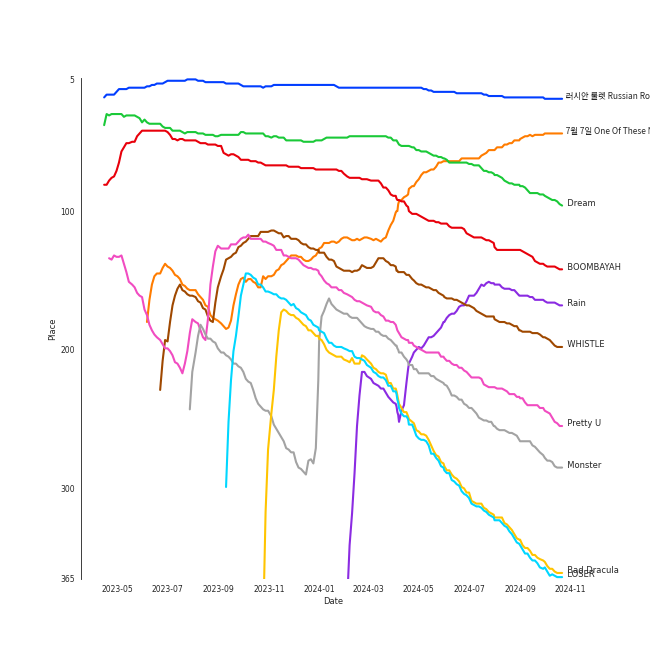 5
100
200
300
365
Place
2023-05
2023-07
2023-09
2023-11
2024-01
2024-03
2024-05
2024-07
2024-09
2024-11
Date
러시안 룰렛 Russian Ro
7월 7일 One Of These N
Dream
BOOMBAYAH
Rain
WHISTLE
Pretty U
Monster
Bad Dracula
LOSER